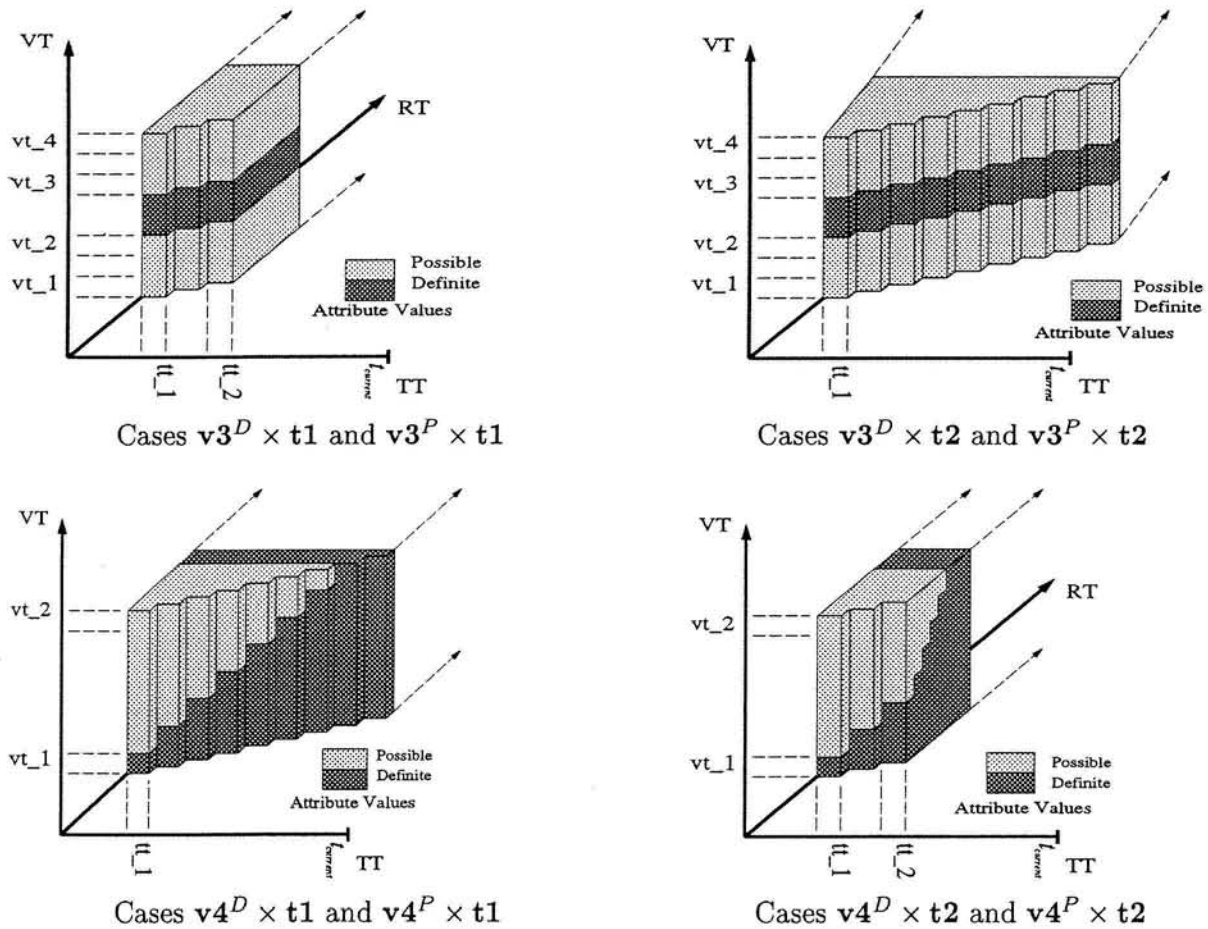 VT
RT
vt_4
vt_3
vt_2
vt_1
Possible
Definite
Attribute Values
tt_1
tt_2
t_current
TT
Cases v3^D × t1 and v3^P × t1
VT
vt_4
vt_3
vt_2
vt_1
Possible
Definite
Attribute Values
tt_1
t_current
TT
Cases v3^D × t2 and v3^P × t2
VT
vt_2
vt_1
Possible
Definite
Attribute Values
tt_1
t_current
TT
Cases v4^D × t1 and v4^P × t1
VT
RT
vt_2
vt_1
Possible
Definite
Attribute Values
tt_1
tt_2
t_current
TT
Cases v4^D × t2 and v4^P × t2